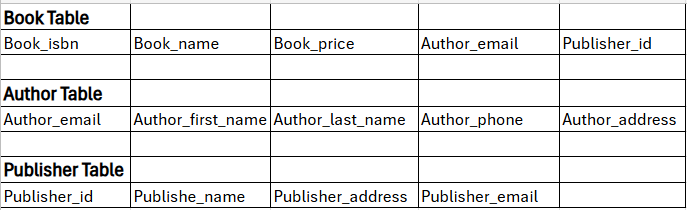 Book Table
Book_isbn Book_name Book_price Author_email Publisher_id
Author Table
Author_email Author_first_name Author_last_name Author_phone Author_address
Publisher Table
Publisher_id Publishe_name Publisher_address Publisher_email